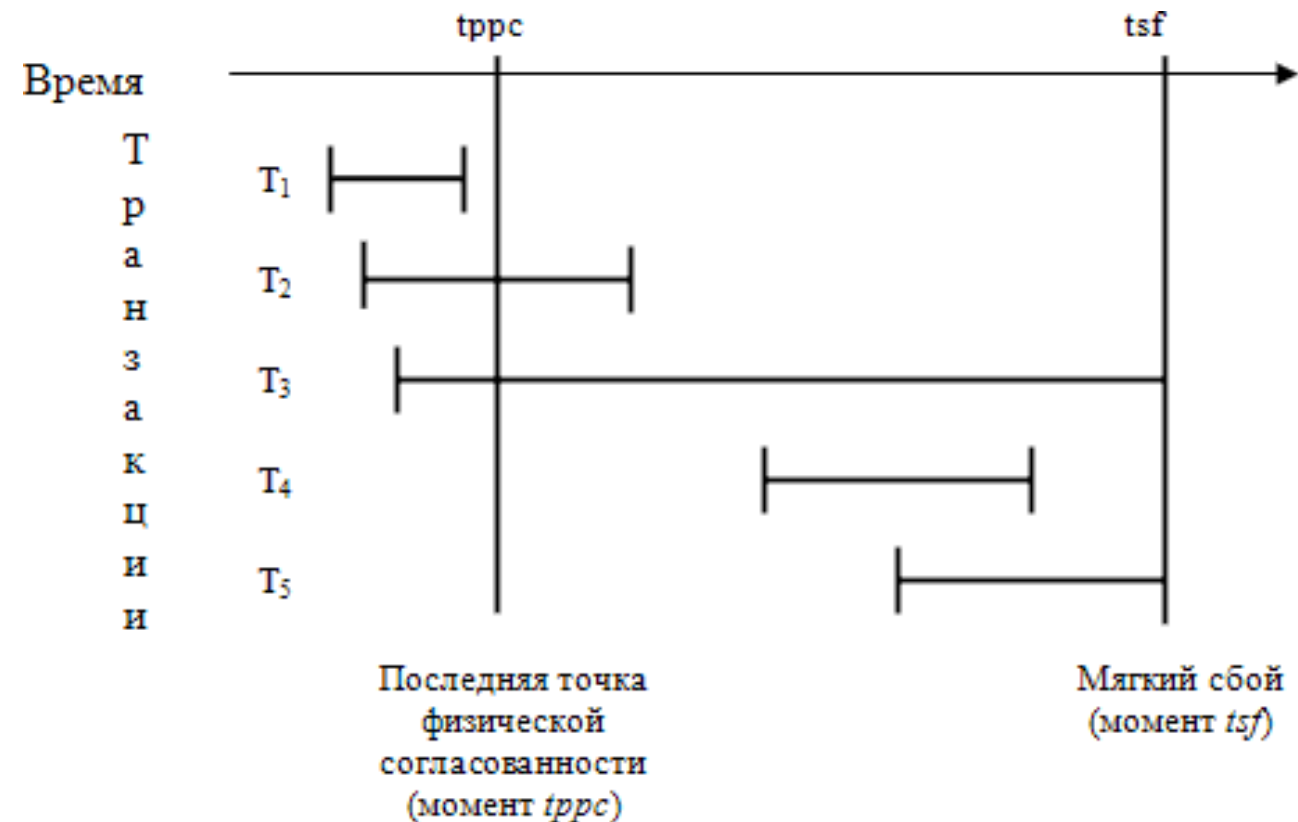 tppc
tsf
Время
Т
р
а
н
з
а
к
ц
и
и
T₁
T₂
T₃
T₄
T₅
Последняя точка
физической
согласованности
(момент tppc)
Мягкий сбой
(момент tsf)